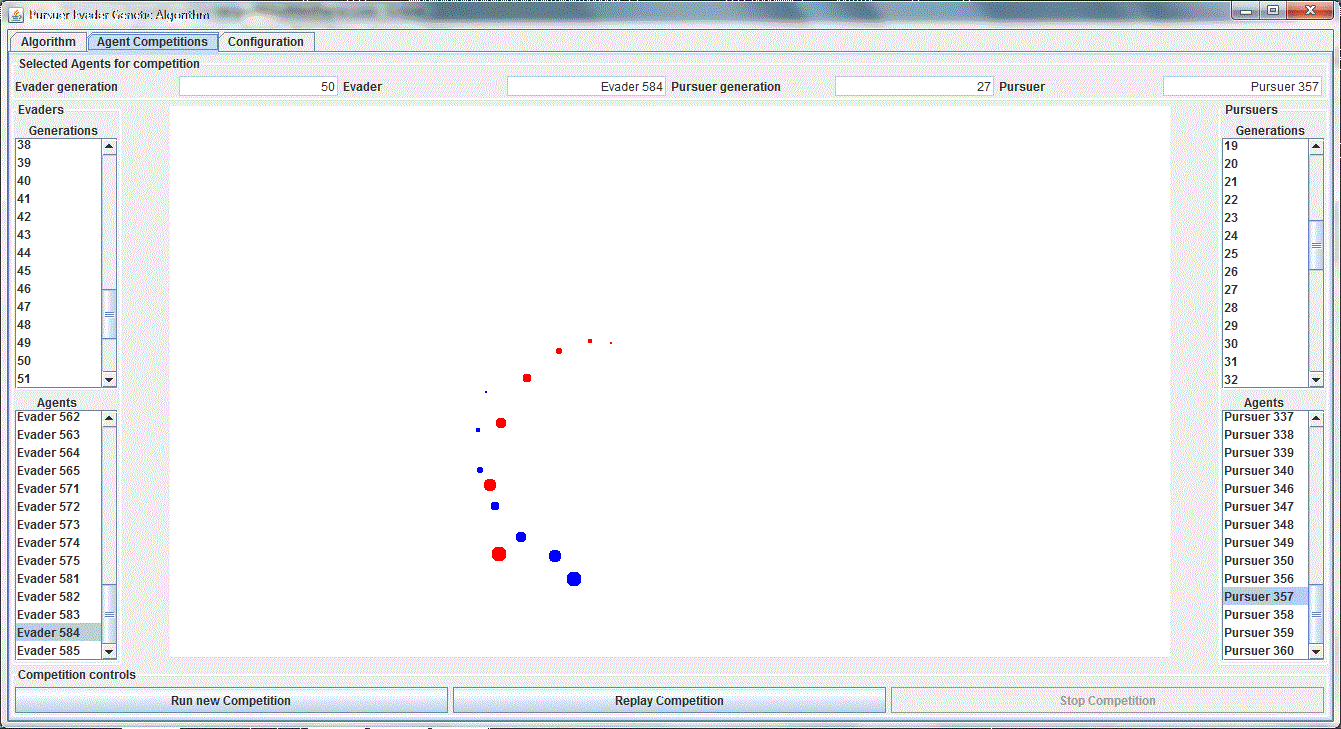 Pursuer Evader Genetic Algorithm
Algorithm Agent Competitions Configuration
Selected Agents for competition
Evader generation 50 Evader Evader 584 Pursuer generation 27 Pursuer Pursuer 357
Evaders
Generations
38
39
40
41
42
43
44
45
46
47
48
49
50
51
Agents
Evader 562
Evader 563
Evader 564
Evader 565
Evader 571
Evader 572
Evader 573
Evader 574
Evader 575
Evader 581
Evader 582
Evader 583
Evader 584
Evader 585
Pursuers
Generations
19
20
21
22
23
24
25
26
27
28
29
30
31
32
Agents
Pursuer 337
Pursuer 338
Pursuer 339
Pursuer 340
Pursuer 346
Pursuer 347
Pursuer 348
Pursuer 349
Pursuer 350
Pursuer 356
Pursuer 357
Pursuer 358
Pursuer 359
Pursuer 360
Competition controls
Run new Competition Replay Competition Stop Competition